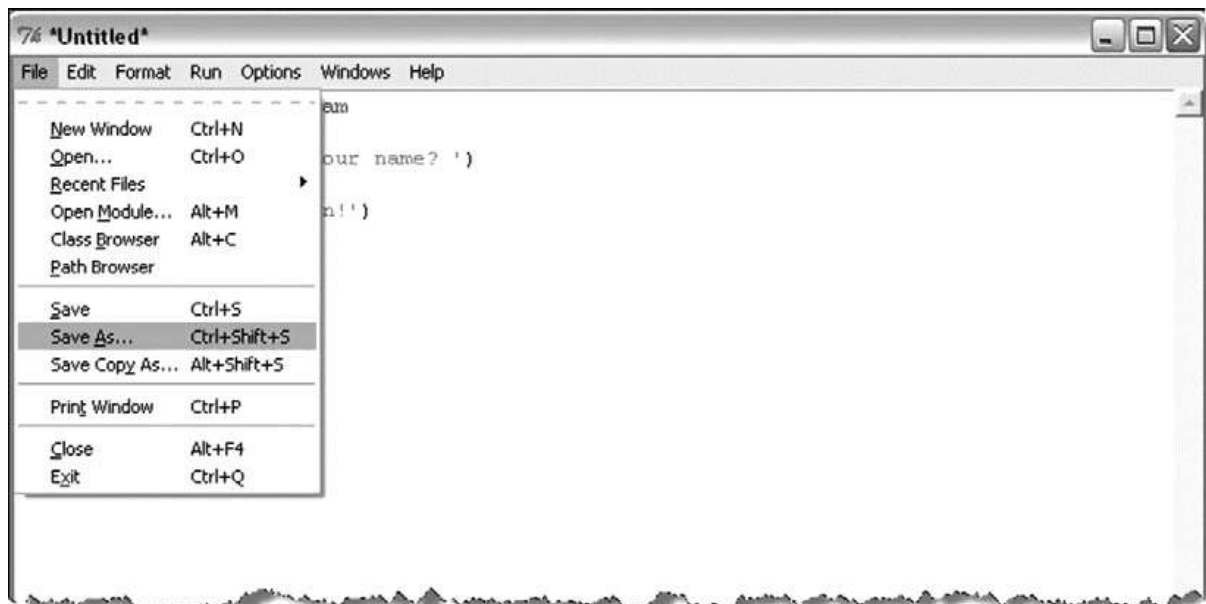 *Untitled*
File Edit Format Run Options Windows Help
am
New Window Ctrl+N
Open... Ctrl+O
our name? ')
Recent Files
Open Module... Alt+M
n!')
Class Browser Alt+C
Path Browser
Save Ctrl+S
Save As... Ctrl+Shift+S
Save Copy As... Alt+Shift+S
Print Window Ctrl+P
Close Alt+F4
Exit Ctrl+Q